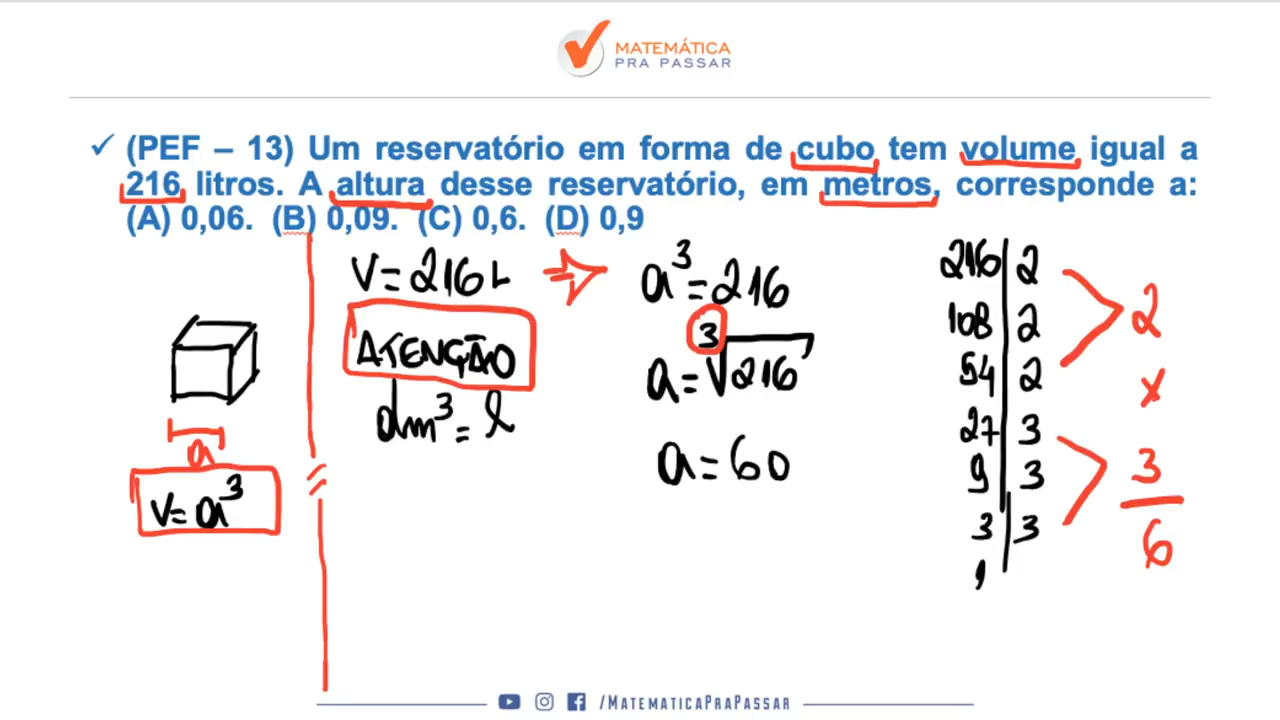 MATEMÁTICA
PRA PASSAR
✓ (PEF – 13) Um reservatório em forma de cubo tem volume igual a
216 litros. A altura desse reservatório, em metros, corresponde a:
(A) 0,06. (B) 0,09. (C) 0,6. (D) 0,9
a
V=a³
V=216L
ATENÇÃO
dm³=l
a³=216
a=³√216
a=60
216|2
108|2
54|2
27|3
9|3
3|3
2
x
3
6
/MATEMATICAPRAPASSAR